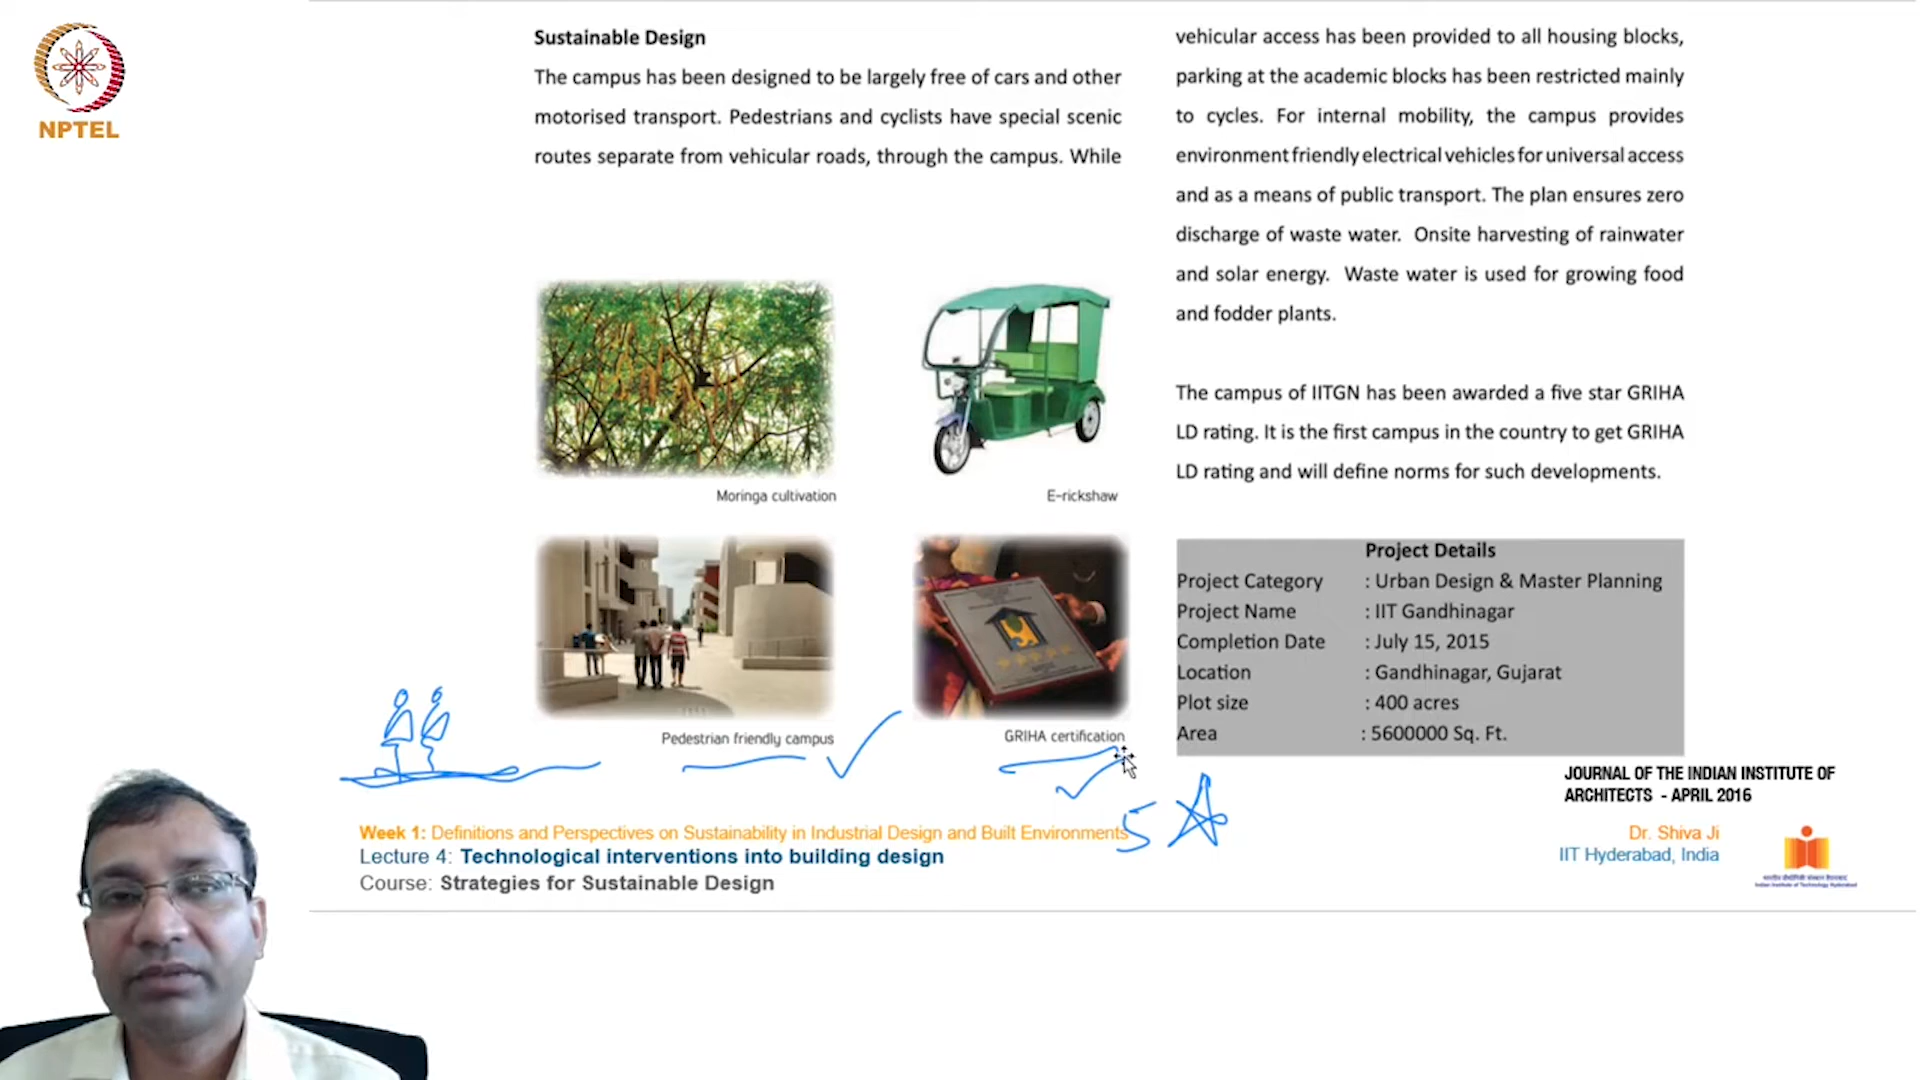 NPTEL
Sustainable Design
The campus has been designed to be largely free of cars and other
motorised transport. Pedestrians and cyclists have special scenic
routes separate from vehicular roads, through the campus. While
vehicular access has been provided to all housing blocks,
parking at the academic blocks has been restricted mainly
to cycles. For internal mobility, the campus provides
environment friendly electrical vehicles for universal access
and as a means of public transport. The plan ensures zero
discharge of waste water. Onsite harvesting of rainwater
and solar energy. Waste water is used for growing food
and fodder plants.
The campus of IITGN has been awarded a five star GRIHA
LD rating. It is the first campus in the country to get GRIHA
LD rating and will define norms for such developments.
Moringa cultivation
E-rickshaw
Pedestrian friendly campus
GRIHA certification
5
Project Details
Project Category : Urban Design & Master Planning
Project Name : IIT Gandhinagar
Completion Date : July 15, 2015
Location : Gandhinagar, Gujarat
Plot size : 400 acres
Area : 5600000 Sq. Ft.
JOURNAL OF THE INDIAN INSTITUTE OF
ARCHITECTS - APRIL 2016
Week 1: Definitions and Perspectives on Sustainability in Industrial Design and Built Environments
Lecture 4: Technological interventions into building design
Course: Strategies for Sustainable Design
Dr. Shiva Ji
IIT Hyderabad, India
Indian Institute of Technology Hyderabad